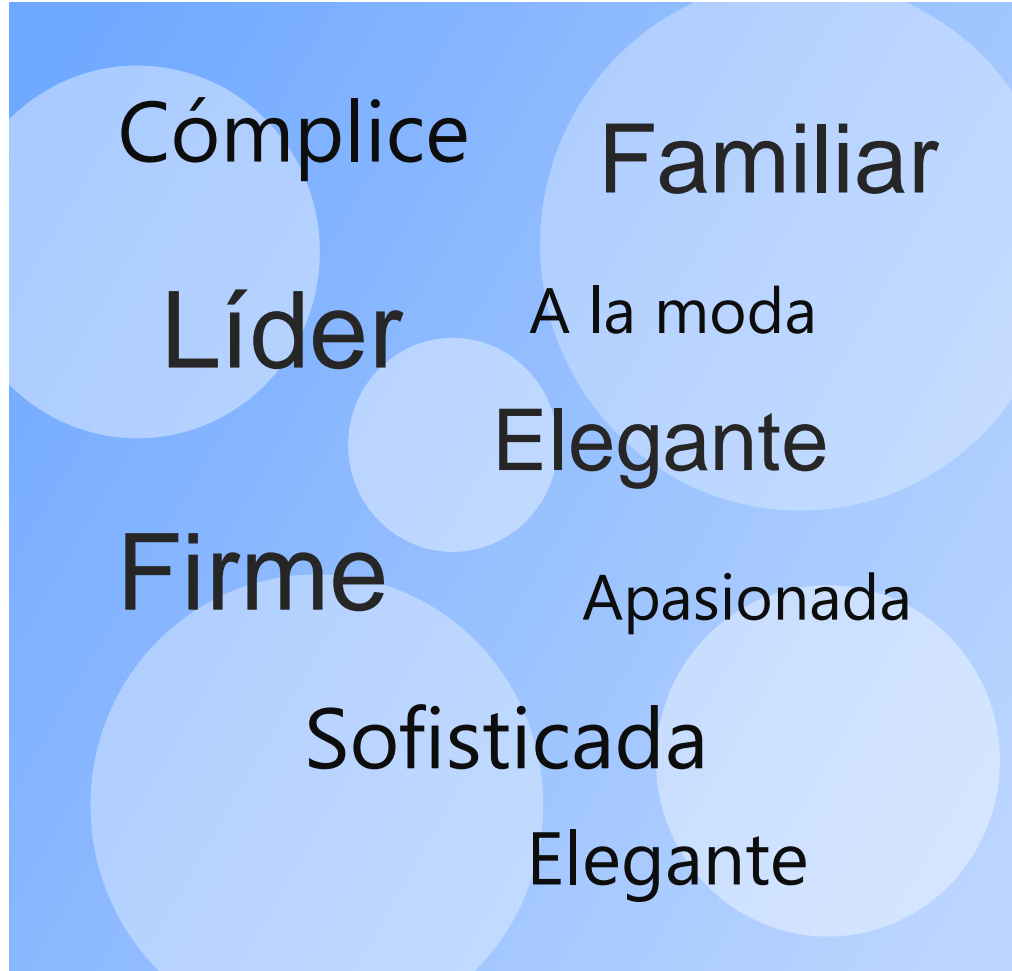 Cómplice
Familiar
Líder
A la moda
Elegante
Firme
Apasionada
Sofisticada
Elegante